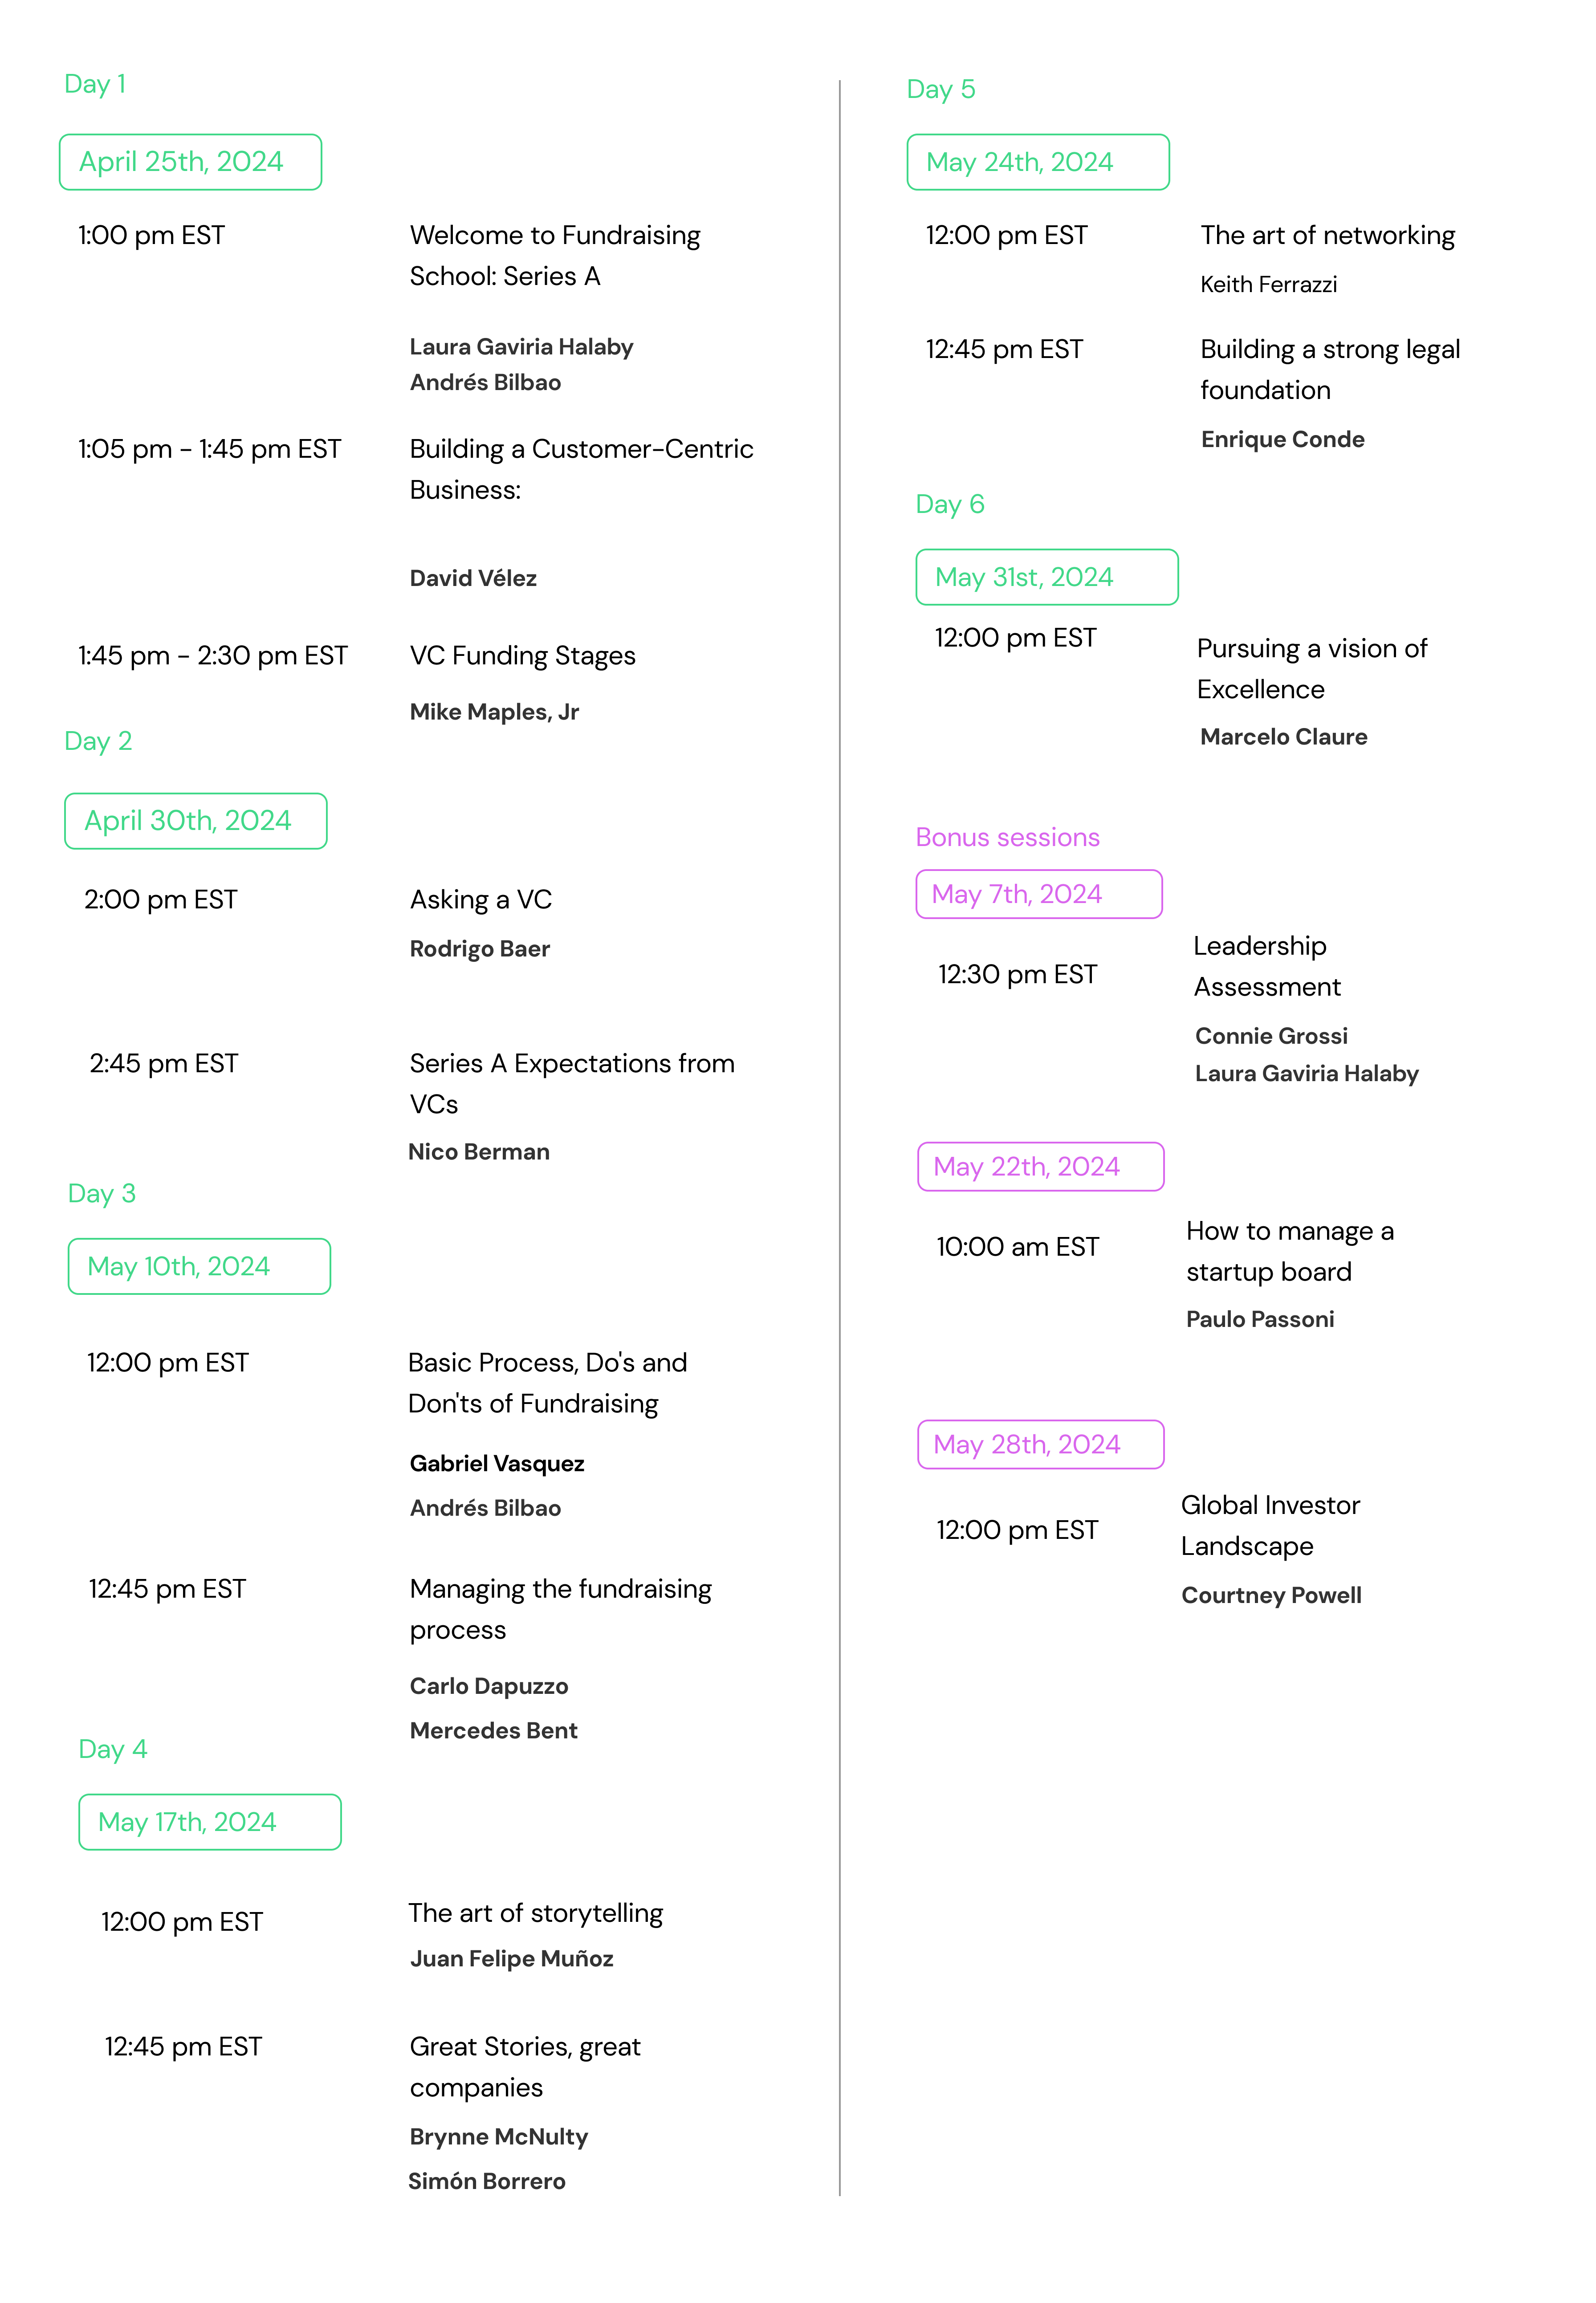 Day 1
April 25th, 2024
1:00 pm EST
Welcome to Fundraising
School: Series A
Laura Gaviria Halaby
Andrés Bilbao
1:05 pm - 1:45 pm EST
Building a Customer-Centric
Business:
David Vélez
1:45 pm - 2:30 pm EST
VC Funding Stages
Mike Maples, Jr
Day 2
April 30th, 2024
2:00 pm EST
Asking a VC
Rodrigo Baer
2:45 pm EST
Series A Expectations from
VCs
Nico Berman
Day 3
May 10th, 2024
12:00 pm EST
Basic Process, Do's and
Don'ts of Fundraising
Gabriel Vasquez
Andrés Bilbao
12:45 pm EST
Managing the fundraising
process
Carlo Dapuzzo
Mercedes Bent
Day 4
May 17th, 2024
12:00 pm EST
The art of storytelling
Juan Felipe Muñoz
12:45 pm EST
Great Stories, great
companies
Brynne McNulty
Simón Borrero
Day 5
May 24th, 2024
12:00 pm EST
The art of networking
Keith Ferrazzi
12:45 pm EST
Building a strong legal
foundation
Enrique Conde
Day 6
May 31st, 2024
12:00 pm EST
Pursuing a vision of
Excellence
Marcelo Claure
Bonus sessions
May 7th, 2024
12:30 pm EST
Leadership
Assessment
Connie Grossi
Laura Gaviria Halaby
May 22th, 2024
10:00 am EST
How to manage a
startup board
Paulo Passoni
May 28th, 2024
12:00 pm EST
Global Investor
Landscape
Courtney Powell